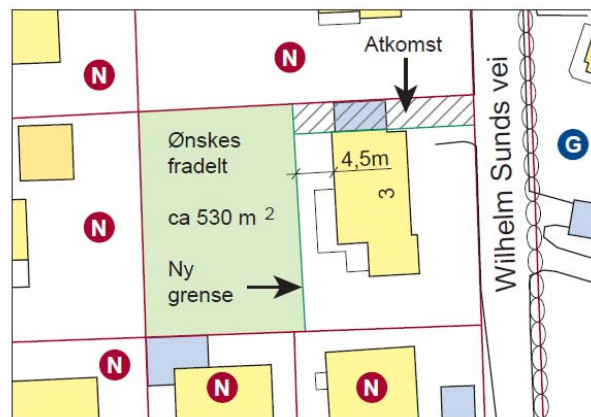 N
N
Atkomst
Wilhelm Sunds vei
G
Ønskes
fradelt
4,5m
3
N
ca 530 m 2
Ny
grense
N
N
N